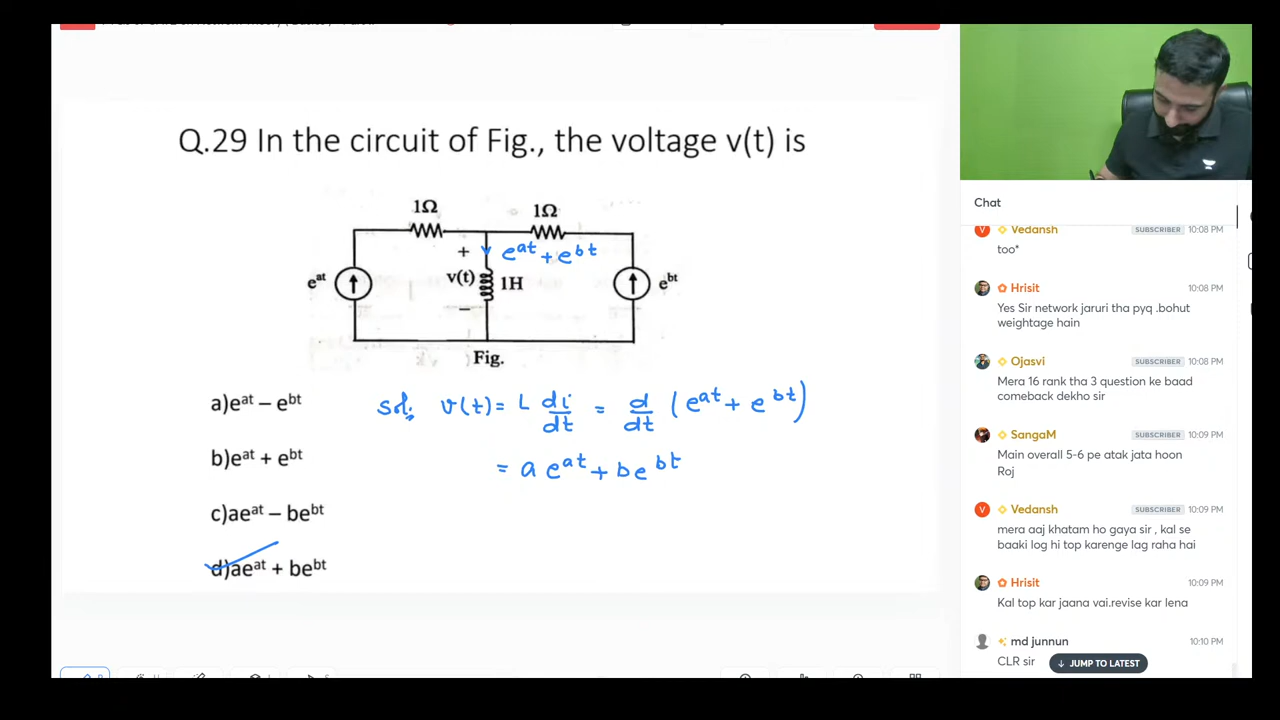 Q.29 In the circuit of Fig., the voltage v(t) is
1Ω
1Ω
+
e^at + e^bt
e^at
v(t)
1H
e^bt
−
Fig.
a)e^at – e^bt
sol. v(t) = L di/dt = d/dt (e^at + e^bt)
= a e^at + b e^bt
b)e^at + e^bt
c)ae^at – be^bt
d)ae^at + be^bt
Chat
Vedansh SUBSCRIBER 10:08 PM
too*
Hrisit 10:08 PM
Yes Sir network jaruri tha pyq .bohut
weightage hain
Ojasvi SUBSCRIBER 10:08 PM
Mera 16 rank tha 3 question ke baad
comeback dekho sir
SangaM SUBSCRIBER 10:09 PM
Main overall 5-6 pe atak jata hoon
Roj
V Vedansh SUBSCRIBER 10:09 PM
mera aaj khatam ho gaya sir , kal se
baaki log hi top karenge lag raha hai
Hrisit 10:09 PM
Kal top kar jaana vai.revise kar lena
md junnun 10:10 PM
CLR sir
↓ JUMP TO LATEST